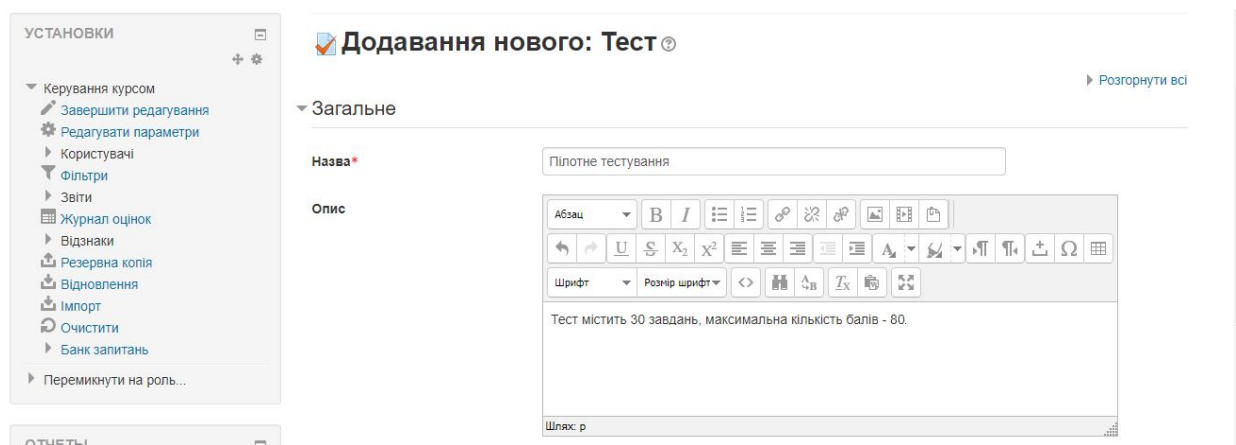 УСТАНОВКИ
Керування курсом
Завершити редагування
Редагувати параметри
Користувачі
Фільтри
Звіти
Журнал оцінок
Відзнаки
Резервна копія
Відновлення
Імпорт
Очистити
Банк запитань
Перемикнути на роль...
ОТЧЕТЫ
Додавання нового: Тест
Розгорнути всі
Загальне
Назва*
Пілотне тестування
Опис
Абзац
Шрифт
Розмір шрифт
Тест містить 30 завдань, максимальна кількість балів - 80.
Шлях: p